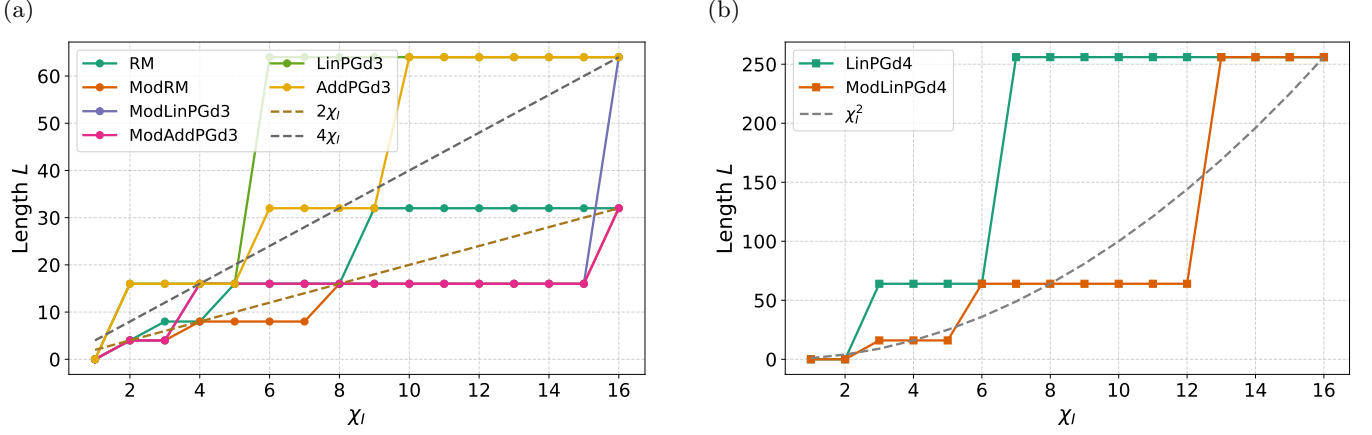 (a)
(b)
RM
ModRM
ModLinPGd3
ModAddPGd3
LinPGd3
AddPGd3
2χₗ
4χₗ
60
50
40
30
20
10
0
Length L
2 4 6 8 10 12 14 16
χₗ
LinPGd4
ModLinPGd4
χₗ²
250
200
150
100
50
0
Length L
2 4 6 8 10 12 14 16
χₗ